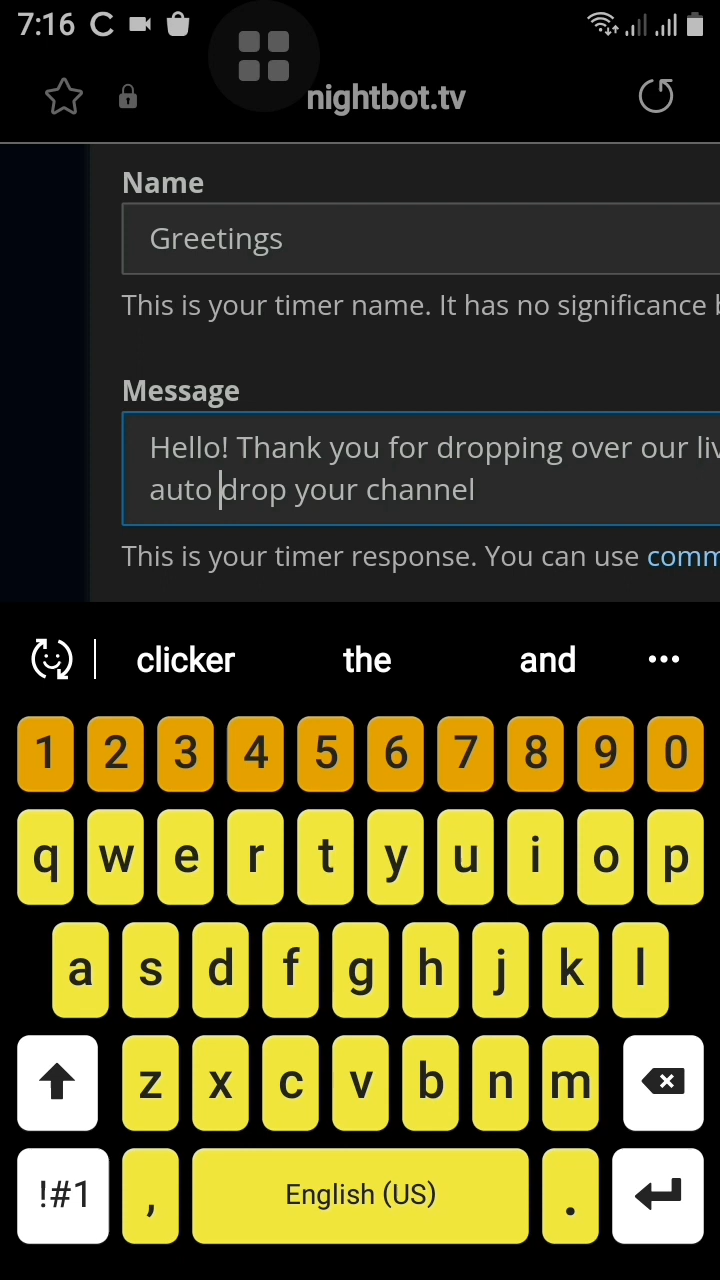 7:16
nightbot.tv
Name
Greetings
This is your timer name. It has no significance
Message
Hello! Thank you for dropping over our
auto drop your channel
This is your timer response. You can use
clicker the and
1 2 3 4 5 6 7 8 9 0
q w e r t y u i o p
a s d f g h j k l
z x c v b n m
!#1 , English (US) .